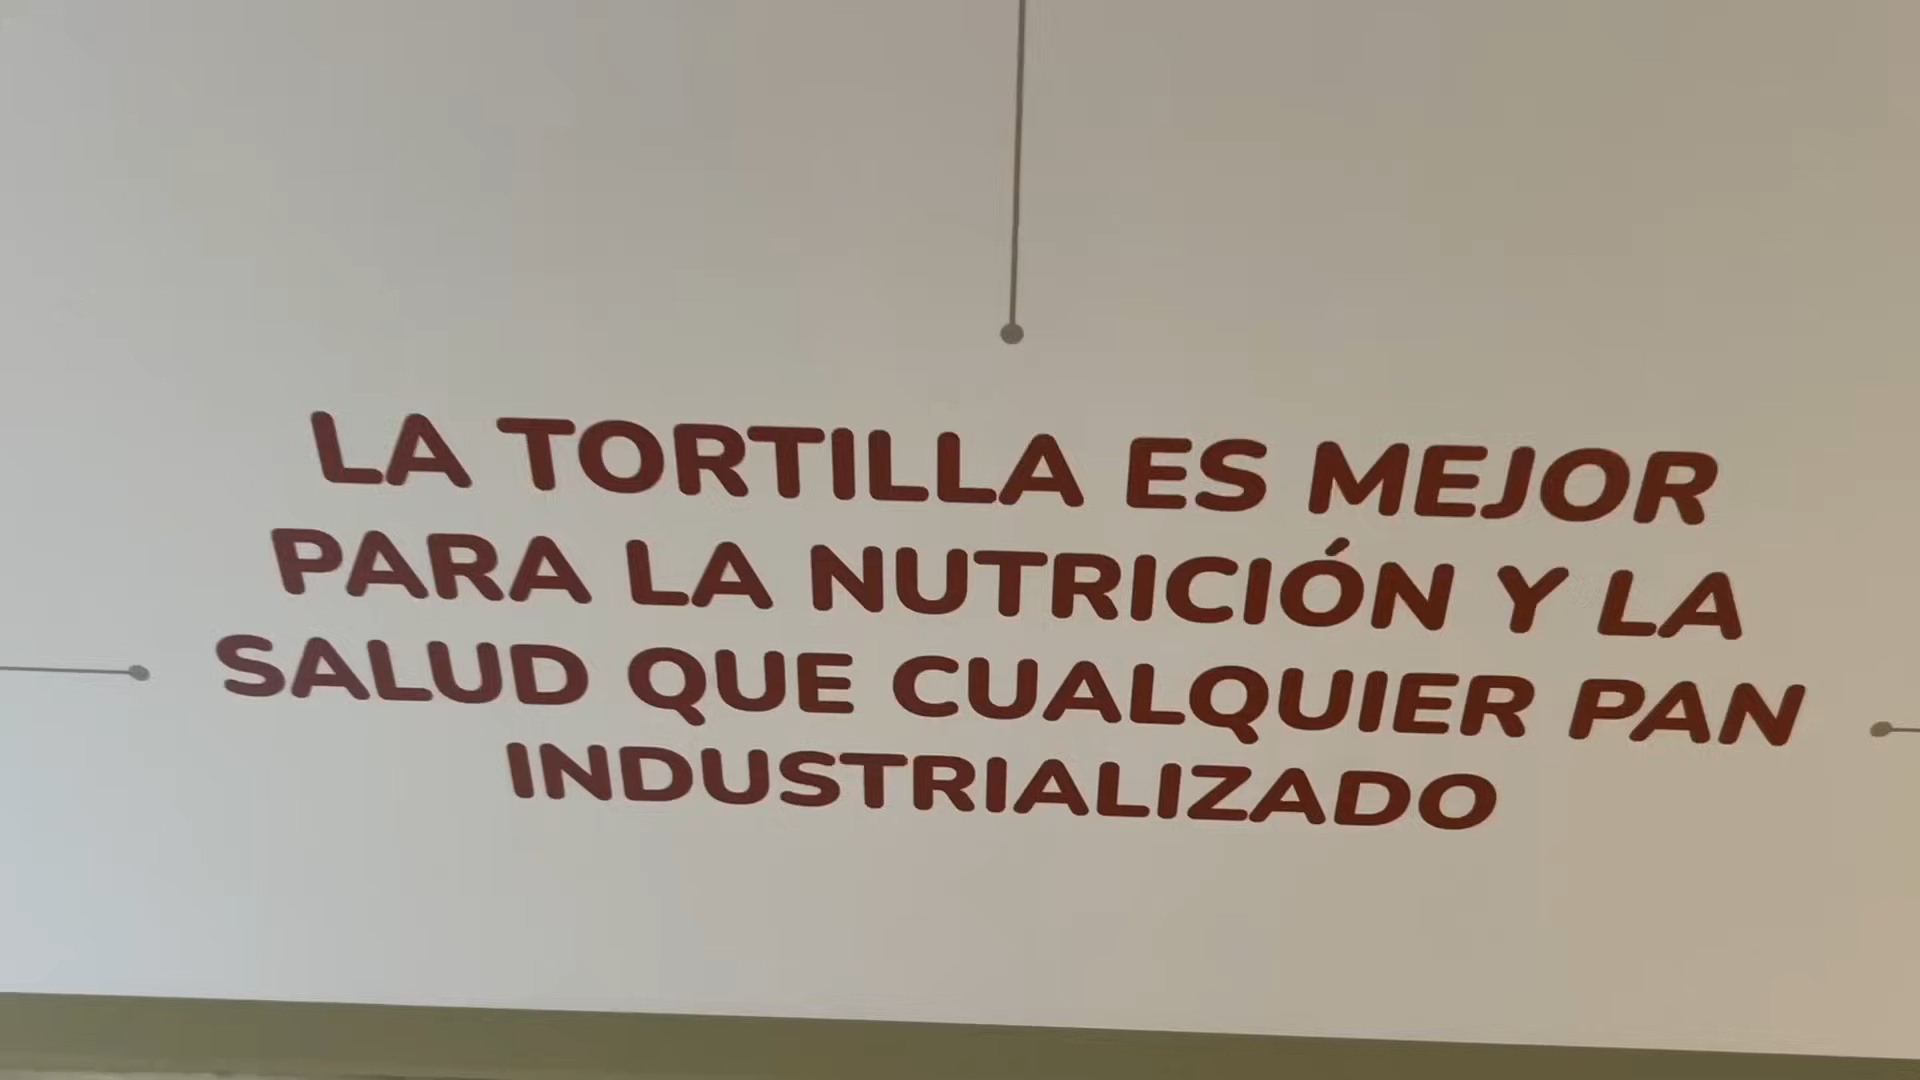 LA TORTILLA ES MEJOR
PARA LA NUTRICIÓN Y LA
SALUD QUE CUALQUIER PAN
INDUSTRIALIZADO